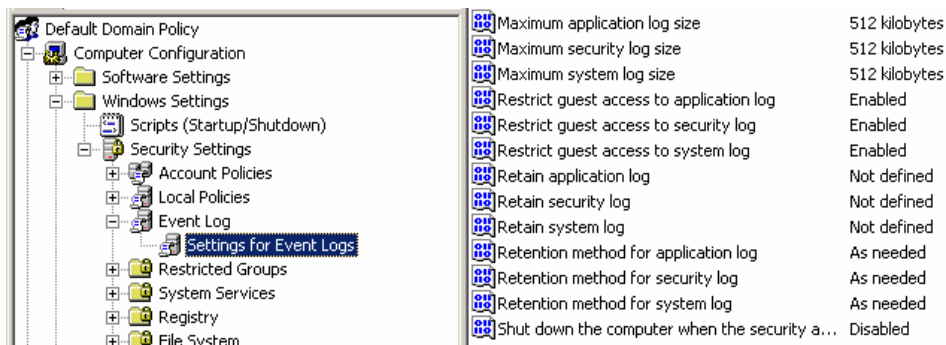 Default Domain Policy
Computer Configuration
Software Settings
Windows Settings
Scripts (Startup/Shutdown)
Security Settings
Account Policies
Local Policies
Event Log
Settings for Event Logs
Restricted Groups
System Services
Registry
File System
Maximum application log size 512 kilobytes
Maximum security log size 512 kilobytes
Maximum system log size 512 kilobytes
Restrict guest access to application log Enabled
Restrict guest access to security log Enabled
Restrict guest access to system log Enabled
Retain application log Not defined
Retain security log Not defined
Retain system log Not defined
Retention method for application log As needed
Retention method for security log As needed
Retention method for system log As needed
Shut down the computer when the security a... Disabled